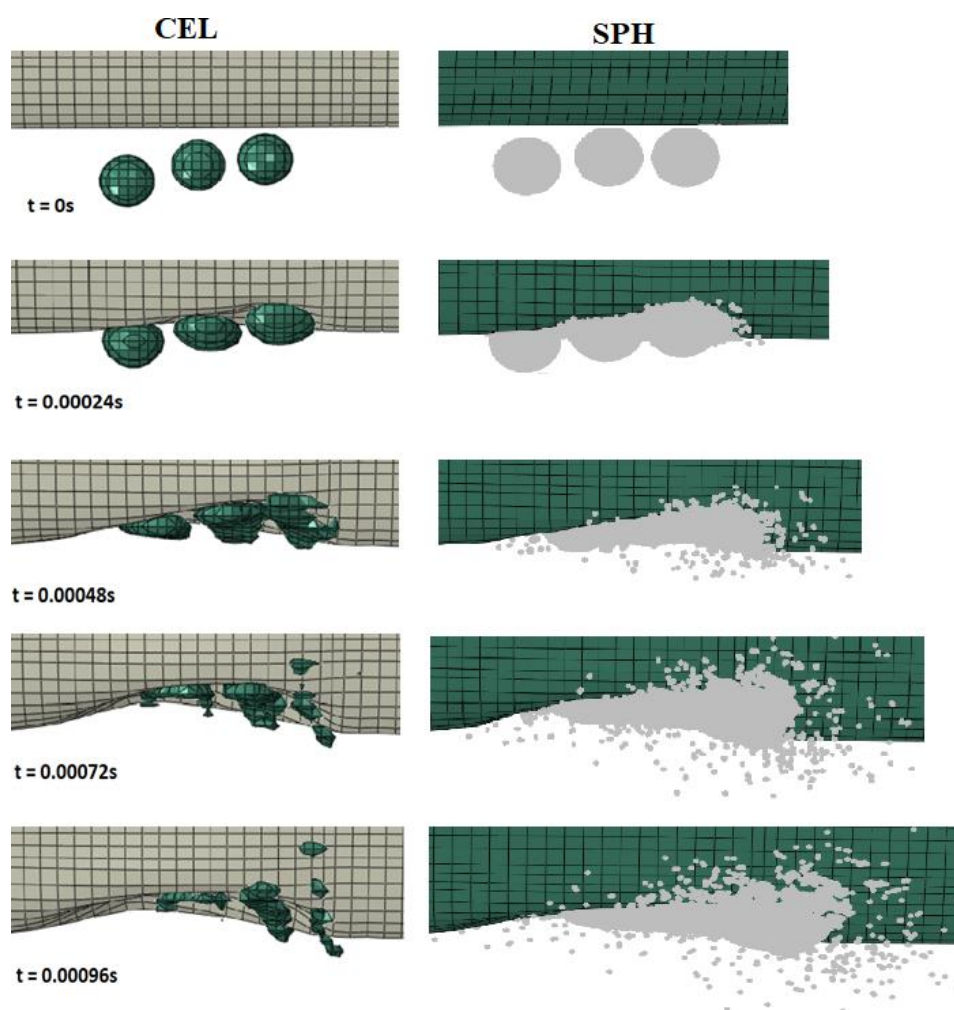 CEL
SPH
t = 0s
t = 0.00024s
t = 0.00048s
t = 0.00072s
t = 0.00096s